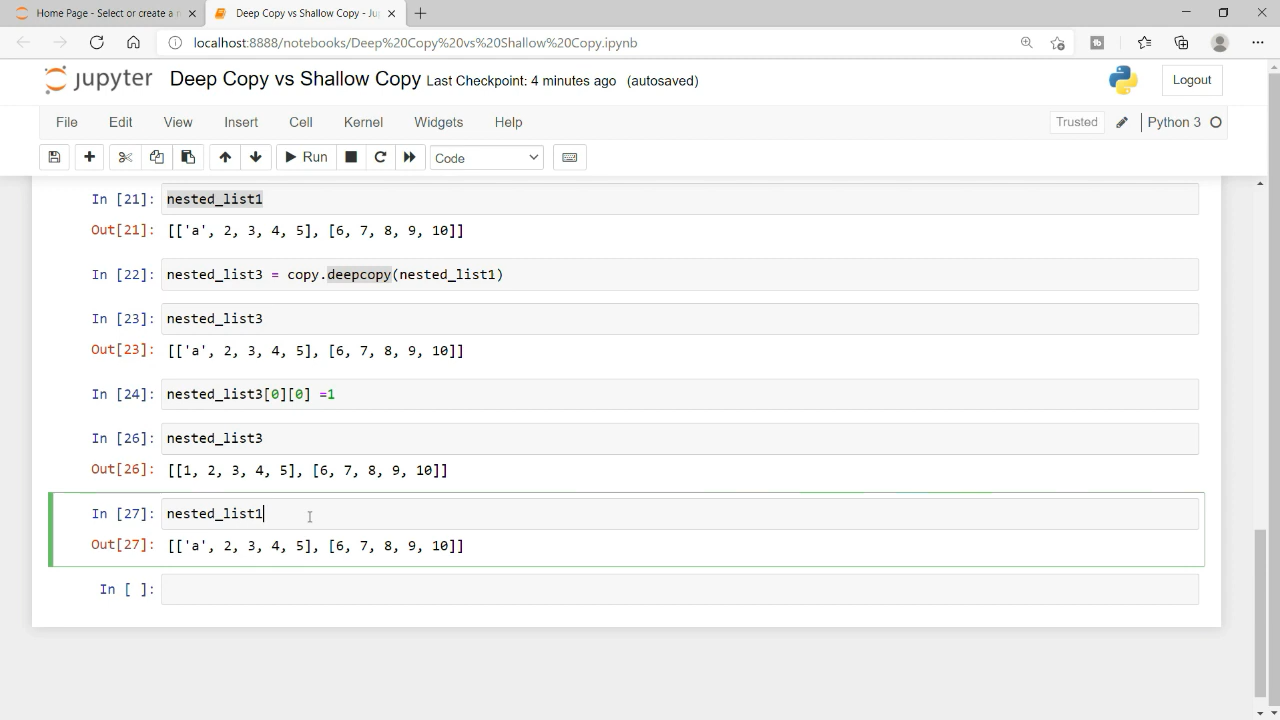 Home Page - Select or create a n
Deep Copy vs Shallow Copy - Ju
localhost:8888/notebooks/Deep%20Copy%20vs%20Shallow%20Copy.ipynb
jupyter Deep Copy vs Shallow Copy Last Checkpoint: 4 minutes ago (autosaved)
Logout
File Edit View Insert Cell Kernel Widgets Help
Trusted Python 3
Run Code
In [21]: nested_list1
Out[21]: [['a', 2, 3, 4, 5], [6, 7, 8, 9, 10]]
In [22]: nested_list3 = copy.deepcopy(nested_list1)
In [23]: nested_list3
Out[23]: [['a', 2, 3, 4, 5], [6, 7, 8, 9, 10]]
In [24]: nested_list3[0][0] =1
In [26]: nested_list3
Out[26]: [[1, 2, 3, 4, 5], [6, 7, 8, 9, 10]]
In [27]: nested_list1
Out[27]: [['a', 2, 3, 4, 5], [6, 7, 8, 9, 10]]
In [ ]: